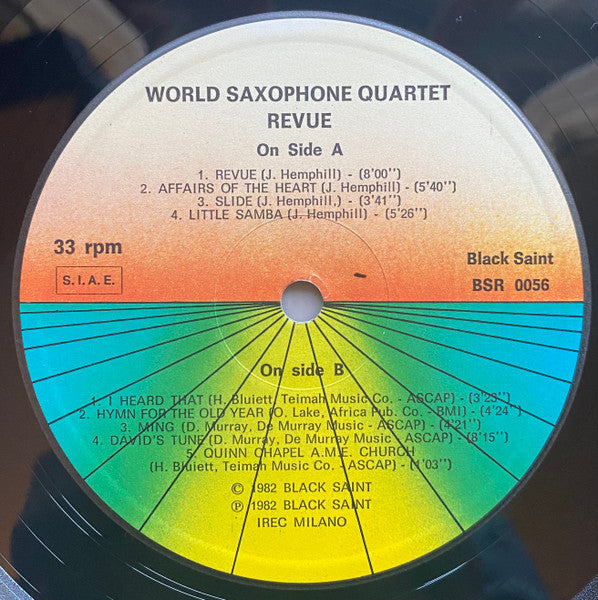 WORLD SAXOPHONE QUARTET
REVUE
On Side A
1. REVUE (J. Hemphill) - (8'00'')
2. AFFAIRS OF THE HEART (J. Hemphill) - (5'40'')
3. SLIDE (J. Hemphill,) - (3'41'')
4. LITTLE SAMBA (J. Hemphill) - (5'26'')
33 rpm
S.I.A.E.
Black Saint
BSR 0056
On side B
1. I HEARD THAT (H. Bluiett, Teimah Music Co. - ASCAP) - (3'23'')
2. HYMN FOR THE OLD YEAR (O. Lake, Africa Pub. Co. - BMI) - (4'24'')
3. MING (D. Murray, De Murray Music - ASCAP) - (4'21'')
4. DAVID'S TUNE (D. Murray, De Murray Music - ASCAP) - (8'15'')
5. QUINN CHAPEL A.M.E. CHURCH
(H. Bluiett, Teimah Music Co. ASCAP) - (1'03'')
© 1982 BLACK SAINT
℗ 1982 BLACK SAINT
IREC MILANO